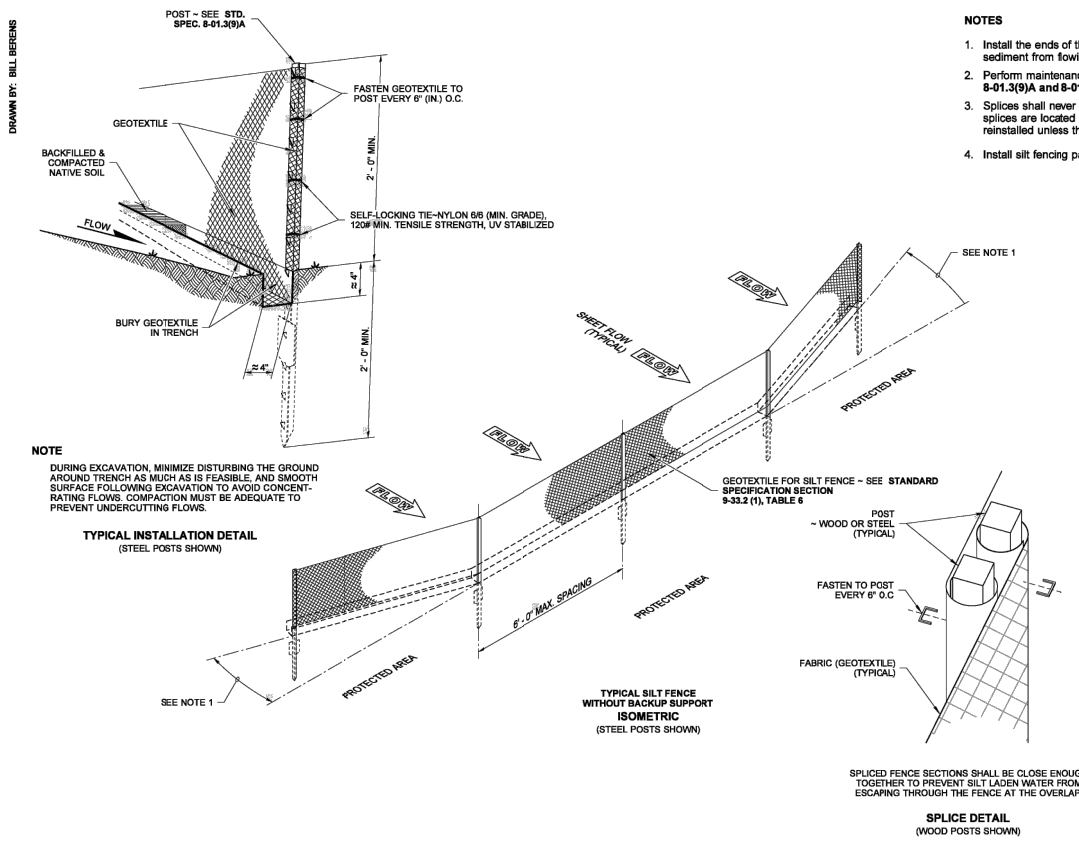 DRAWN BY: BILL BERENS
POST ~ SEE STD.
SPEC. 8-01.3(9)A
FASTEN GEOTEXTILE TO
POST EVERY 6" (IN.) O.C.
GEOTEXTILE
BACKFILLED &
COMPACTED
NATIVE SOIL
FLOW
2' - 0" MIN.
SELF-LOCKING TIE~NYLON 6/6 (MIN. GRADE),
120# MIN. TENSILE STRENGTH, UV STABILIZED
≈ 4"
BURY GEOTEXTILE
IN TRENCH
≈ 4"
2' - 0" MIN.
NOTE
DURING EXCAVATION, MINIMIZE DISTURBING THE GROUND
AROUND TRENCH AS MUCH AS IS FEASIBLE, AND SMOOTH
SURFACE FOLLOWING EXCAVATION TO AVOID CONCENT-
RATING FLOWS. COMPACTION MUST BE ADEQUATE TO
PREVENT UNDERCUTTING FLOWS.
TYPICAL INSTALLATION DETAIL
(STEEL POSTS SHOWN)
NOTES
1. Install the ends of
sediment from
2. Perform
8-01.3(9)A and
3. Splices shall never
splices are located
reinstalled unless
4. Install silt fencing
SEE NOTE 1
FLOW
SHEET FLOW
(TYPICAL)
FLOW
FLOW
FLOW
PROTECTED AREA
GEOTEXTILE FOR SILT FENCE ~ SEE STANDARD
SPECIFICATION SECTION
9-33.2 (1), TABLE 6
6' - 0" MAX. SPACING
PROTECTED AREA
PROTECTED AREA
SEE NOTE 1
TYPICAL SILT FENCE
WITHOUT BACKUP SUPPORT
ISOMETRIC
(STEEL POSTS SHOWN)
POST
~ WOOD OR STEEL
(TYPICAL)
FASTEN TO POST
EVERY 6" O.C
FABRIC (GEOTEXTILE)
(TYPICAL)
SPLICED FENCE SECTIONS SHALL BE CLOSE
TOGETHER TO PREVENT SILT LADEN WATER FROM
ESCAPING THROUGH THE FENCE AT THE OVERLAP
SPLICE DETAIL
(WOOD POSTS SHOWN)